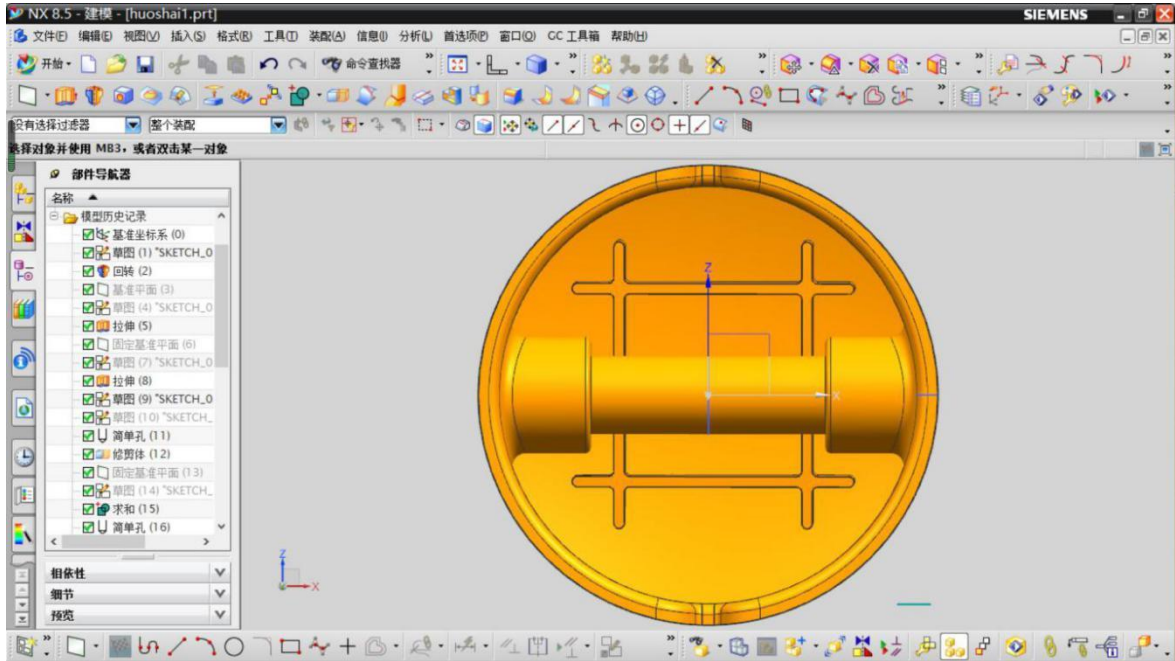 NX 8.5 - 建模 - [huoshai1.prt]
SIEMENS
文件(F) 编辑(E) 视图(V) 插入(S) 格式(R) 工具(T) 装配(A) 信息(I) 分析(L) 首选项(P) 窗口(O) GC 工具箱 帮助(H)
开始 命令查找器
没有选择过滤器 整个装配
选择对象并使用 MB3，或者双击某一对象
部件导航器
名称
模型历史记录
基准坐标系 (0)
草图 (1) "SKETCH_0
回转 (2)
基准平面 (3)
草图 (4) "SKETCH_0
拉伸 (5)
固定基准平面 (6)
草图 (7) "SKETCH_0
拉伸 (8)
草图 (9) "SKETCH_0
草图 (10) "SKETCH_
简单孔 (11)
修剪体 (12)
固定基准平面 (13)
草图 (14) "SKETCH_
求和 (15)
简单孔 (16)
相依性
细节
预览
Z
X
Z
X